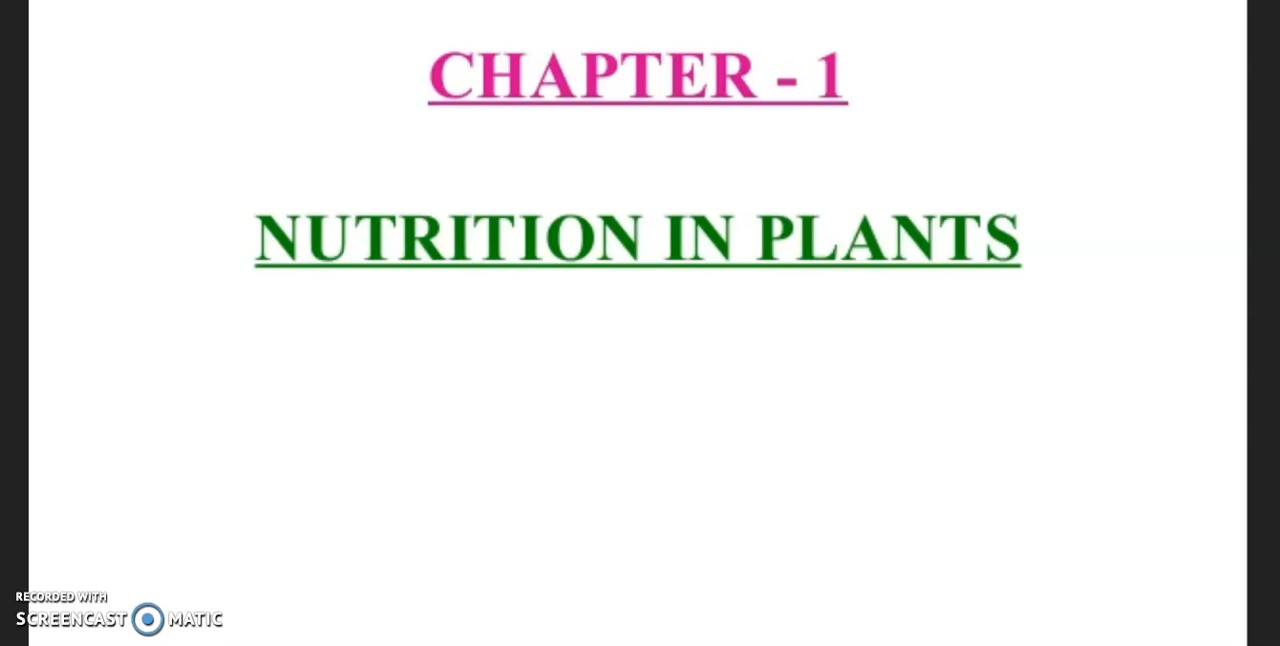 CHAPTER - 1
NUTRITION IN PLANTS
RECORDED WITH
SCREENCAST MATIC